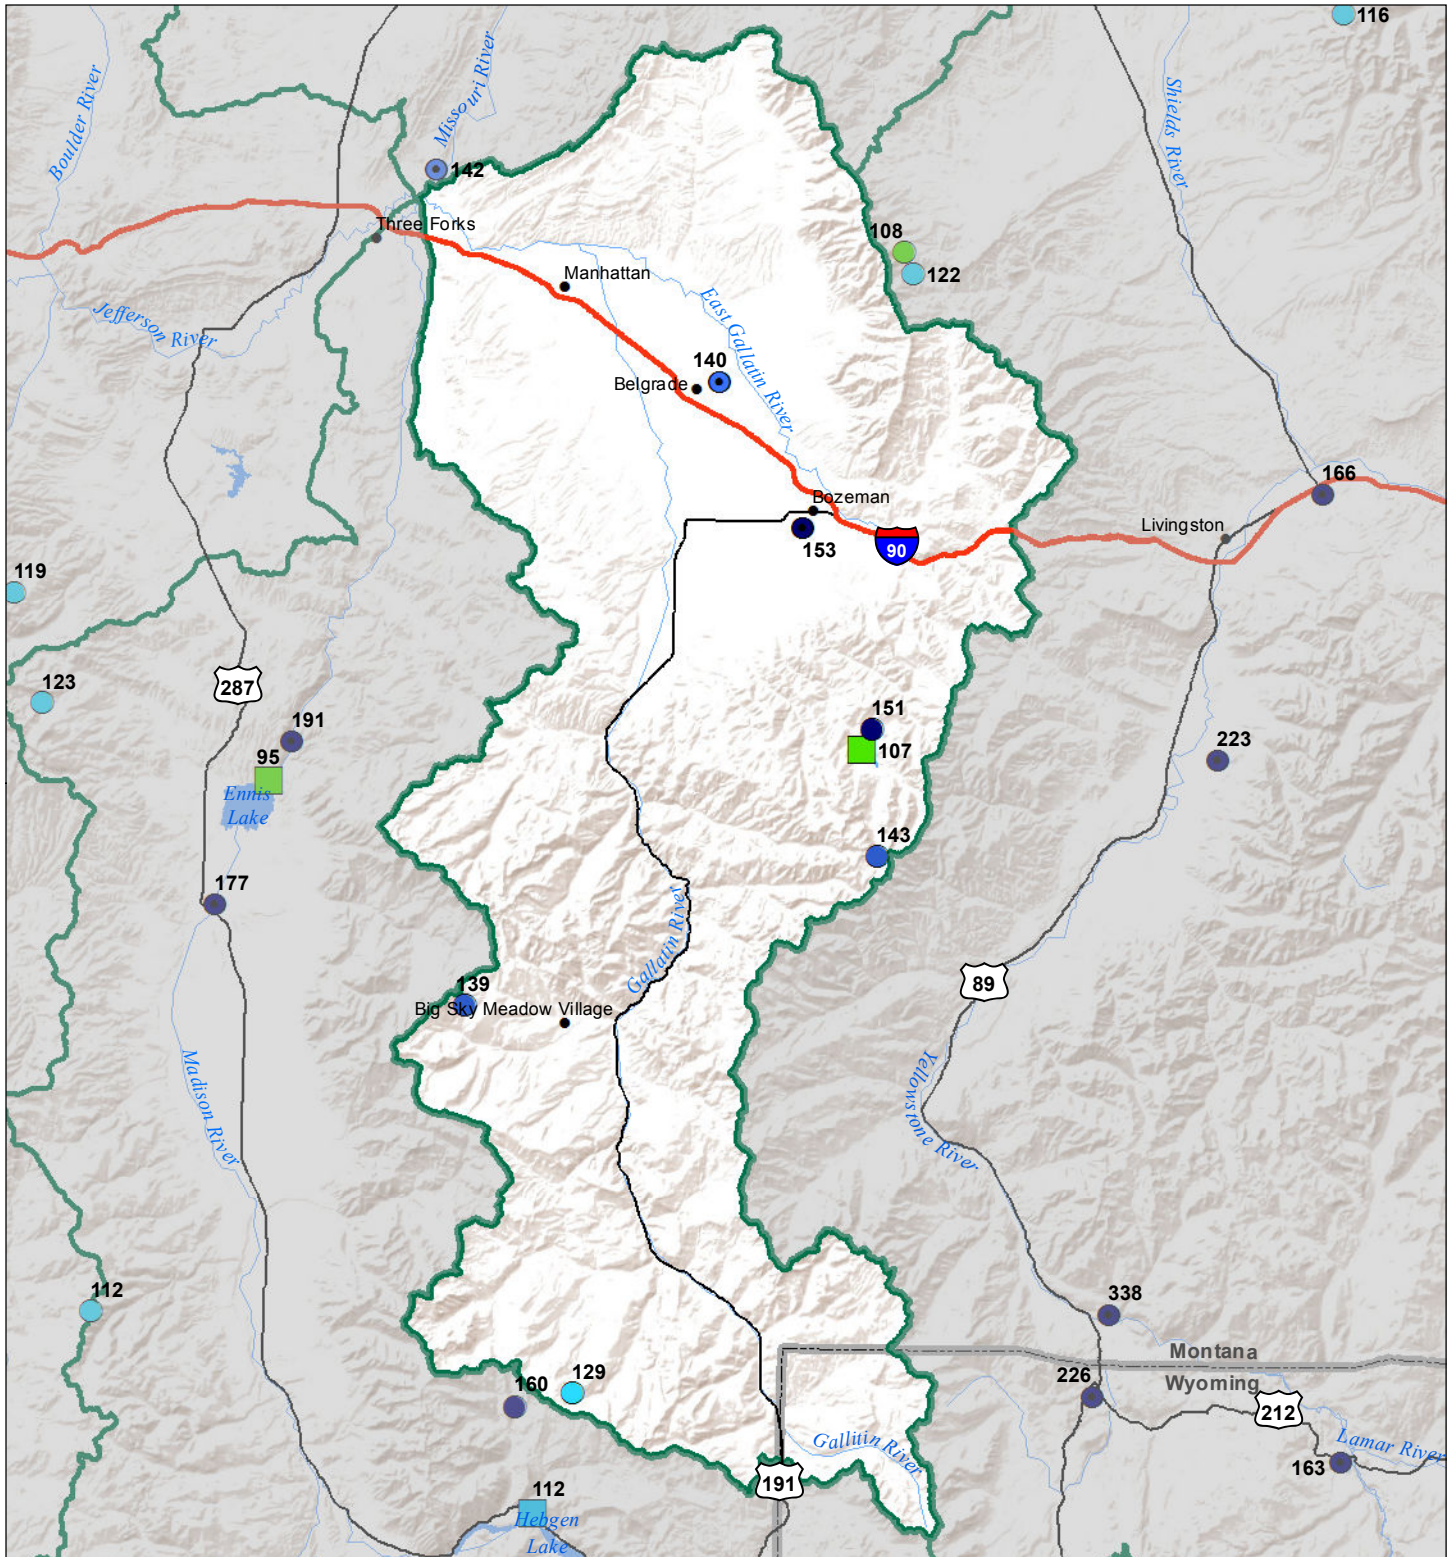 116
Missouri River
Boulder River
Shields River
142
Three Forks
108
122
Manhattan
East Gallatin River
Jefferson River
140
Belgrade
166
Bozeman
Livingston
153
90
119
123
287
191
151
107
223
95
Ennis
Lake
143
177
Gallatin River
139
Big Sky Meadow Village
89
Madison River
Yellowstone River
112
338
Montana
Wyoming
129
160
226
212
Gallitin River
Lamar River
163
191
112
Hebgen
Lake